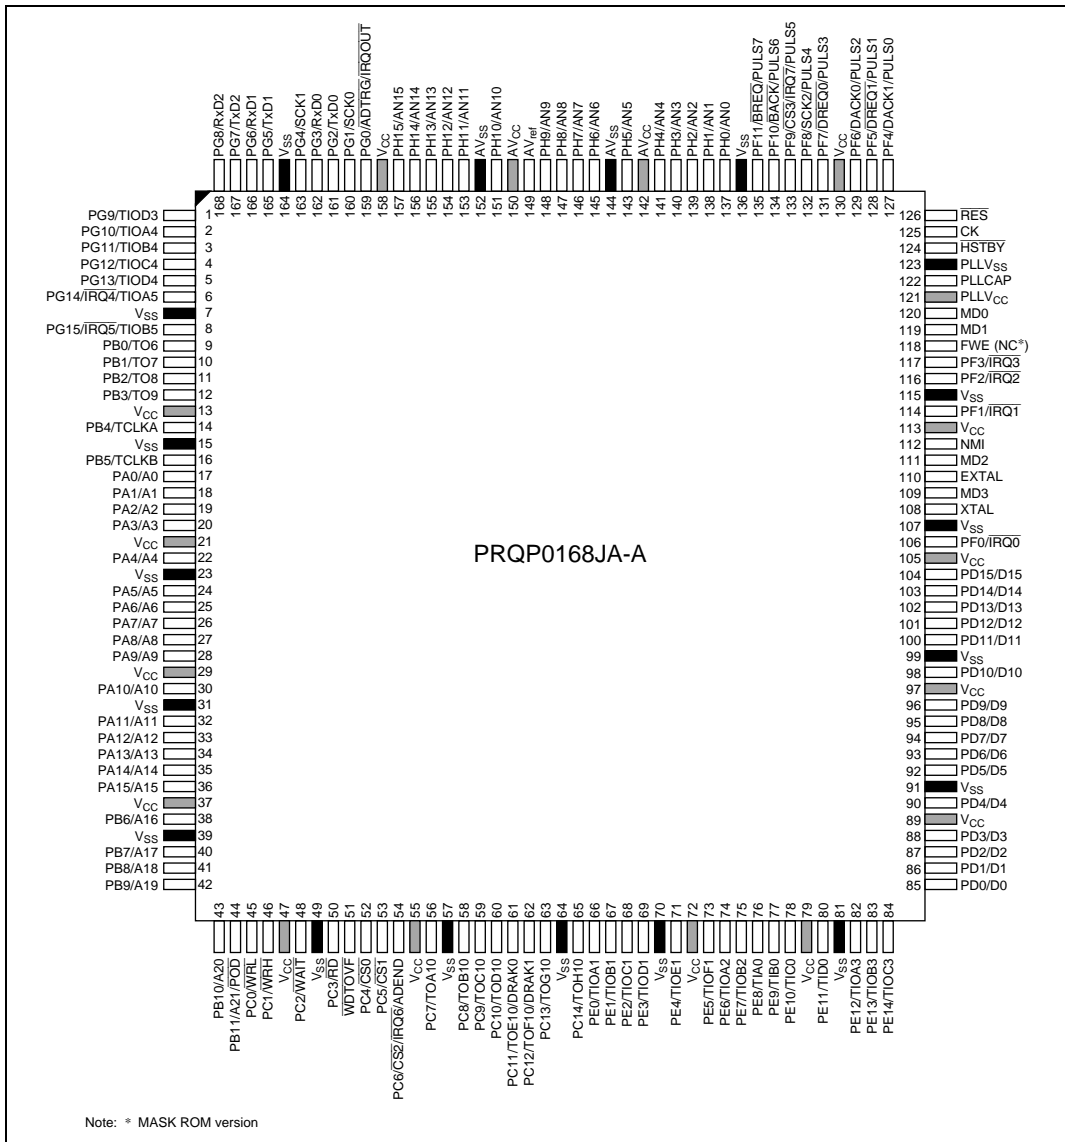 PG8/RxD2
PG7/TxD2
PG6/RxD1
PG5/TxD1
VSS
PG4/SCK1
PG3/RxD0
PG2/TxD0
PG1/SCK0
PG0/ADTRG/IRQOUT
VCC
PH15/AN15
PH14/AN14
PH13/AN13
PH12/AN12
PH11/AN11
AVSS
PH10/AN10
AVCC
AVref
PH9/AN9
PH8/AN8
PH7/AN7
PH6/AN6
AVSS
PH5/AN5
AVCC
PH4/AN4
PH3/AN3
PH2/AN2
PH1/AN1
PH0/AN0
VSS
PF11/BREQ/PULS7
PF10/BACK/PULS6
PF9/CS3/IRQ7/PULS5
PF8/SCK2/PULS4
PF7/DREQ0/PULS3
VCC
PF6/DACK0/PULS2
PF5/DREQ1/PULS1
PF4/DACK1/PULS0
168 167 166 165 164 163 162 161 160 159 158 157 156 155 154 153 152 151 150 149 148 147 146 145 144 143 142 141 140 139 138 137 136 135 134 133 132 131 130 129 128 127
PG9/TIOD3 1
PG10/TIOA4 2
PG11/TIOB4 3
PG12/TIOC4 4
PG13/TIOD4 5
PG14/IRQ4/TIOA5 6
VSS 7
PG15/IRQ5/TIOB5 8
PB0/TO6 9
PB1/TO7 10
PB2/TO8 11
PB3/TO9 12
VCC 13
PB4/TCLKA 14
VSS 15
PB5/TCLKB 16
PA0/A0 17
PA1/A1 18
PA2/A2 19
PA3/A3 20
VCC 21
PA4/A4 22
VSS 23
PA5/A5 24
PA6/A6 25
PA7/A7 26
PA8/A8 27
PA9/A9 28
VCC 29
PA10/A10 30
VSS 31
PA11/A11 32
PA12/A12 33
PA13/A13 34
PA14/A14 35
PA15/A15 36
VCC 37
PB6/A16 38
VSS 39
PB7/A17 40
PB8/A18 41
PB9/A19 42
PRQP0168JA-A
126 RES
125 CK
124 HSTBY
123 PLLVSS
122 PLLCAP
121 PLLVCC
120 MD0
119 MD1
118 FWE (NC*)
117 PF3/IRQ3
116 PF2/IRQ2
115 VSS
114 PF1/IRQ1
113 VCC
112 NMI
111 MD2
110 EXTAL
109 MD3
108 XTAL
107 VSS
106 PF0/IRQ0
105 VCC
104 PD15/D15
103 PD14/D14
102 PD13/D13
101 PD12/D12
100 PD11/D11
99 VSS
98 PD10/D10
97 VCC
96 PD9/D9
95 PD8/D8
94 PD7/D7
93 PD6/D6
92 PD5/D5
91 VSS
90 PD4/D4
89 VCC
88 PD3/D3
87 PD2/D2
86 PD1/D1
85 PD0/D0
43 44 45 46 47 48 49 50 51 52 53 54 55 56 57 58 59 60 61 62 63 64 65 66 67 68 69 70 71 72 73 74 75 76 77 78 79 80 81 82 83 84
PB10/A20
PB11/A21/POD
PC0/WRL
PC1/WRH
VCC
PC2/WAIT
VSS
PC3/RD
WDTOVF
PC4/CS0
PC5/CS1
PC6/CS2/IRQ6/ADEND
VCC
PC7/TOA10
VSS
PC8/TOB10
PC9/TOC10
PC10/TOD10
PC11/TOE10/DRAK0
PC12/TOF10/DRAK1
PC13/TOG10
VSS
PC14/TOH10
PE0/TIOA1
PE1/TIOB1
PE2/TIOC1
PE3/TIOD1
VSS
PE4/TIOE1
VCC
PE5/TIOF1
PE6/TIOA2
PE7/TIOB2
PE8/TIA0
PE9/TIB0
PE10/TIC0
VCC
PE11/TID0
VSS
PE12/TIOA3
PE13/TIOB3
PE14/TIOC3
Note: * MASK ROM version